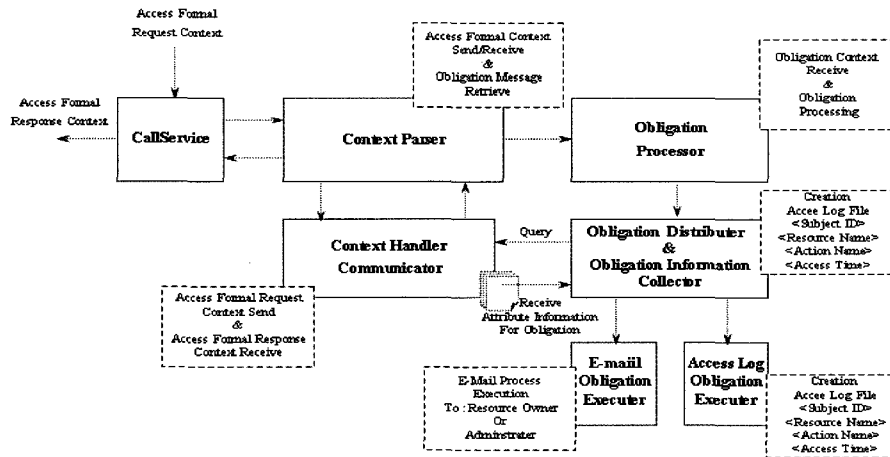 Access Formal
Request Context
Access Formal Context
Send/Receive
&
Obligation Message
Retrieve
Obligation Context
Receive
&
Obligation
Processing
Access Formal
Response Context
CallService
Context Parser
Obligation
Processor
Creation
Accee Log File
<Subject ID>
<Resource Name>
<Action Name>
<Access Time>
Context Handler
Communicator
Query
Obligation Distributer
&
Obligation Information
Collector
Receive
Attribute Information
For Obligation
Access Formal Request
Context Send
&
Access Formal Response
Context Receive
E-maiil
Obligation
Executer
Access Log
Obligation
Executer
E-Mail Process
Execution
To : Resource Owner
Or
Adminstrater
Creation
Accee Log File
<Subject ID>
<Resource Name>
<Action Name>
<Access Time>